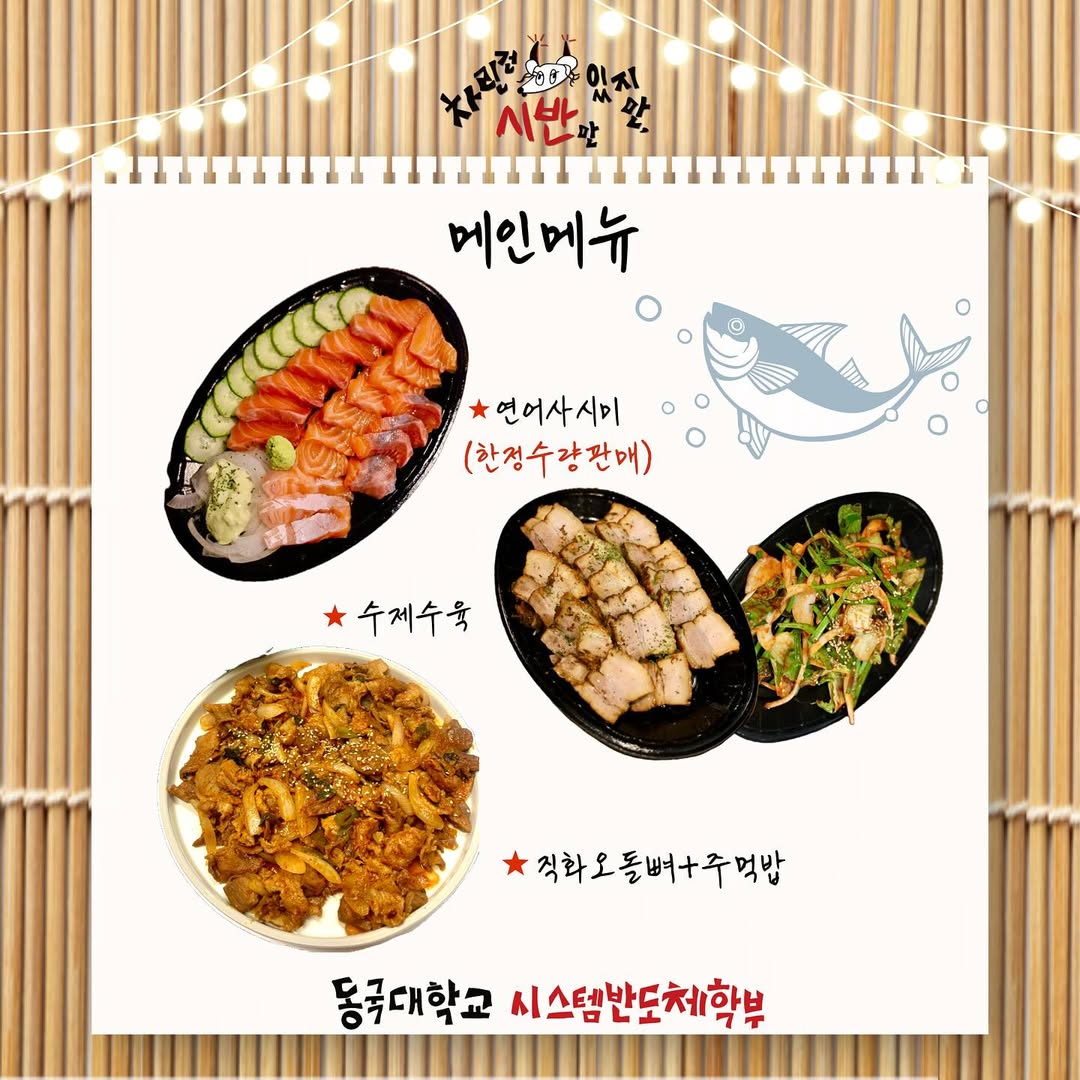 차린건 시반만 있지만,
메인메뉴
★연어사시미
(한정수량판매)
★ 수제수육
★ 직화오돌뼈+주먹밥
동국대학교 시스템반도체학부